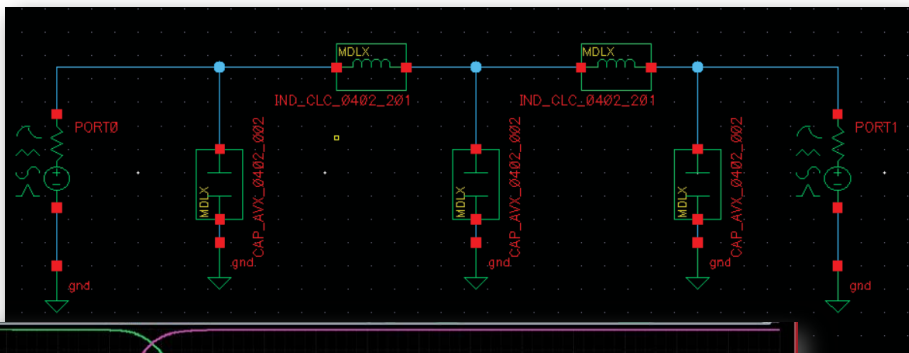 MDLX
MDLX
IND_CLC_0402_201
IND_CLC_0402_201
PORT0
PORT1
MDLX
CAP_AVX_0402_002
MDLX
CAP_AVX_0402_002
MDLX
CAP_AVX_0402_002
gnd
gnd
gnd
gnd
gnd